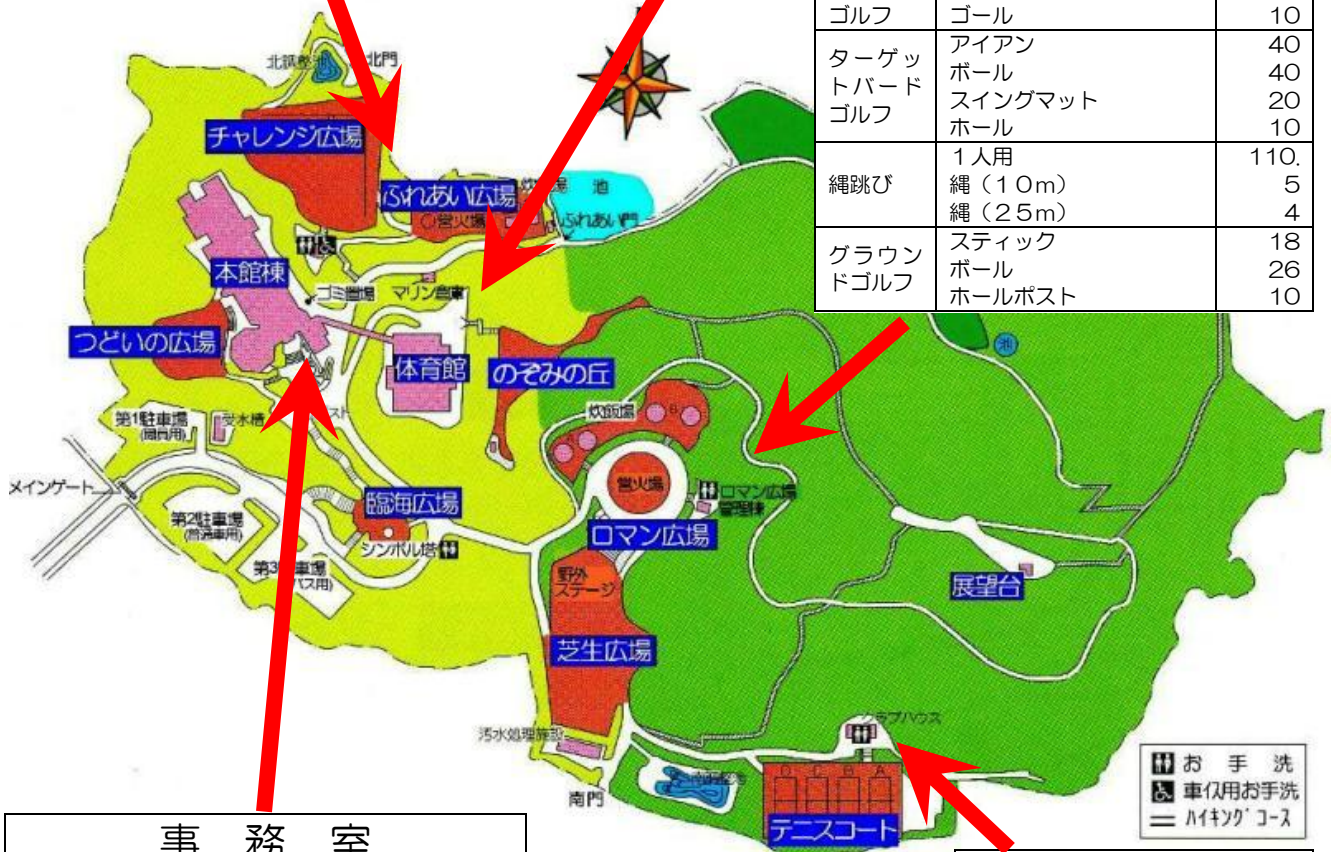 ゴルフ ゴール 10
ターゲットバードゴルフ
アイアン 40
ボール 40
スイングマット 20
ホール 10
縄跳び
1人用 110.
縄(10m) 5
縄(25m) 4
グラウンドゴルフ
スティック 18
ボール 26
ホールポスト 10
北門
チャレンジ広場
ふれあい広場
池
営火場
ふれあい門
本館棟
ゴミ置場
マリン倉庫
つどいの広場
体育館
のぞみの丘
池
第1駐車場
(職員用)
受水槽
炊飯場
メインゲート
営火場
ロマン広場
管理棟
臨海広場
第2駐車場
(普通車用)
シンボル塔
ロマン広場
野外
ステージ
展望台
芝生広場
クラブハウス
汚水処理施設
南門
D C B A
テニスコート
お手洗
車イス用お手洗
ハイキングコース
事務室